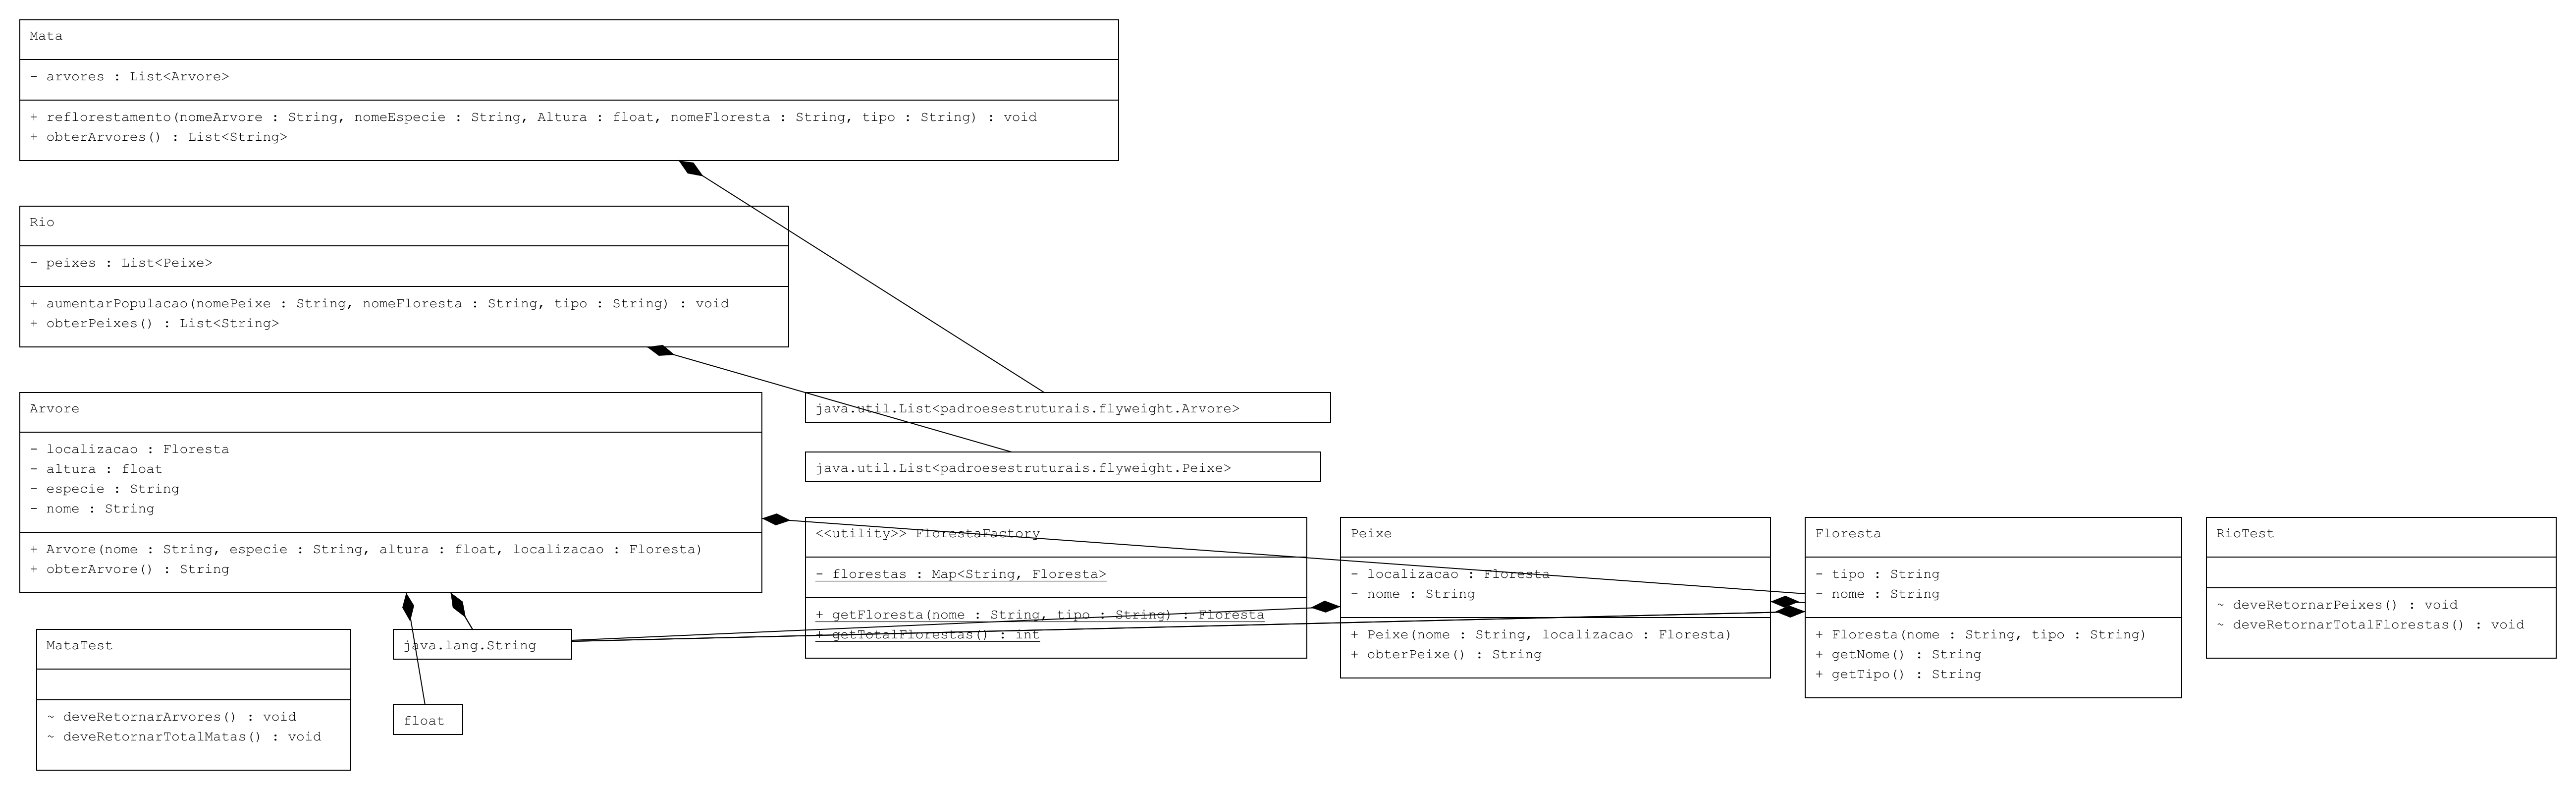 Mata
- arvores : List<Arvore>
+ reflorestamento(nomeArvore : String, nomeEspecie : String, Altura : float, nomeFloresta : String, tipo : String) : void
+ obterArvores() : List<String>
Rio
- peixes : List<Peixe>
+ aumentarPopulacao(nomePeixe : String, nomeFloresta : String, tipo : String) : void
+ obterPeixes() : List<String>
Arvore
- localizacao : Floresta
- altura : float
- especie : String
- nome : String
+ Arvore(nome : String, especie : String, altura : float, localizacao : Floresta)
+ obterArvore() : String
java.util.List<padroesestruturais.flyweight.Arvore>
java.util.List<padroesestruturais.flyweight.Peixe>
<<utility>> FlorestaFactory
- florestas : Map<String, Floresta>
+ getFloresta(nome : String, tipo : String) : Floresta
+ getTotalFlorestas() : int
Peixe
- localizacao : Floresta
- nome : String
+ Peixe(nome : String, localizacao : Floresta)
+ obterPeixe() : String
Floresta
- tipo : String
- nome : String
+ Floresta(nome : String, tipo : String)
+ getNome() : String
+ getTipo() : String
RioTest
~ deveRetornarPeixes() : void
~ deveRetornarTotalFlorestas() : void
MataTest
~ deveRetornarArvores() : void
~ deveRetornarTotalMatas() : void
java.lang.String
float